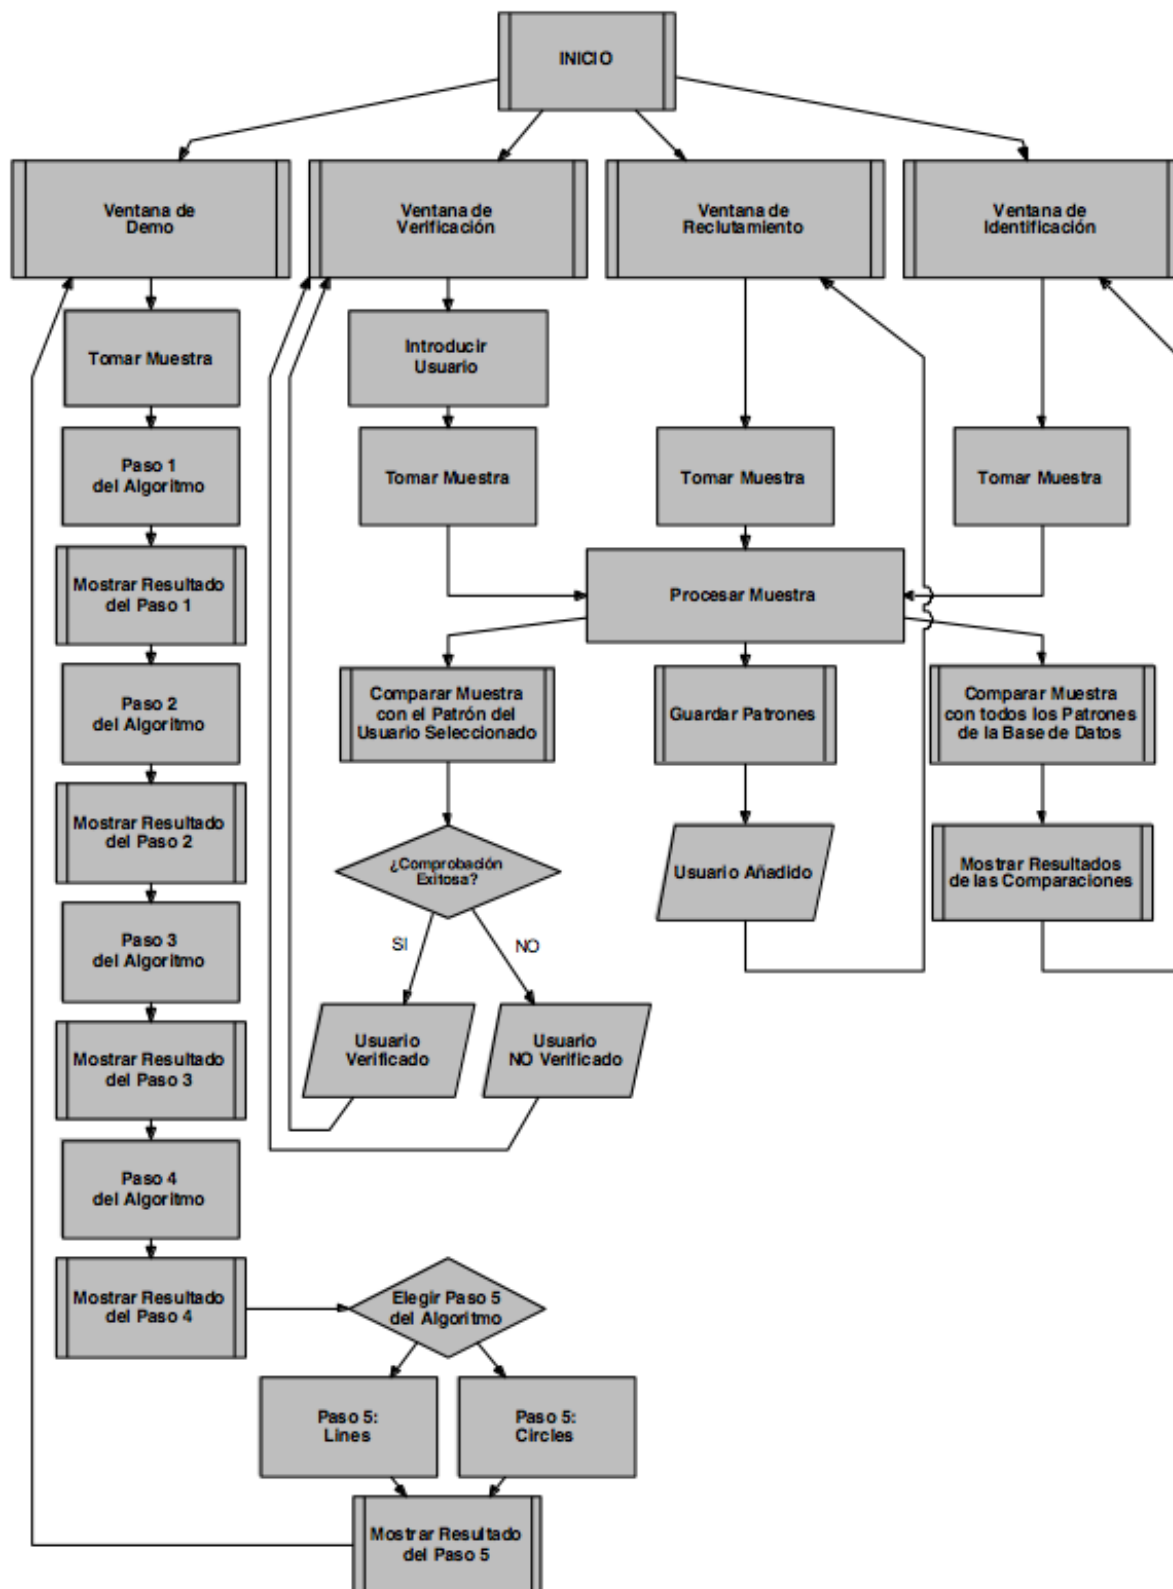 INICIO
Ventana de
Demo
Ventana de
Verificación
Ventana de
Reclutamiento
Ventana de
Identificación
Tomar Muestra
Introducir
Usuario
Paso 1
del Algoritmo
Tomar Muestra
Tomar Muestra
Tomar Muestra
Mostrar Resultado
del Paso 1
Procesar Muestra
Paso 2
del Algoritmo
Comparar Muestra
con el Patrón del
Usuario Seleccionado
Guardar Patrones
Comparar Muestra
con todos los Patrones
de la Base de Datos
Mostrar Resultado
del Paso 2
¿Comprobación
Exitosa?
Usuario Añadido
Mostrar Resultados
de las Comparaciones
Paso 3
del Algoritmo
SI
NO
Mostrar Resultado
del Paso 3
Usuario
Verificado
Usuario
NO Verificado
Paso 4
del Algoritmo
Mostrar Resultado
del Paso 4
Elegir Paso 5
del Algoritmo
Paso 5:
Lines
Paso 5:
Circles
Mostrar Resultado
del Paso 5